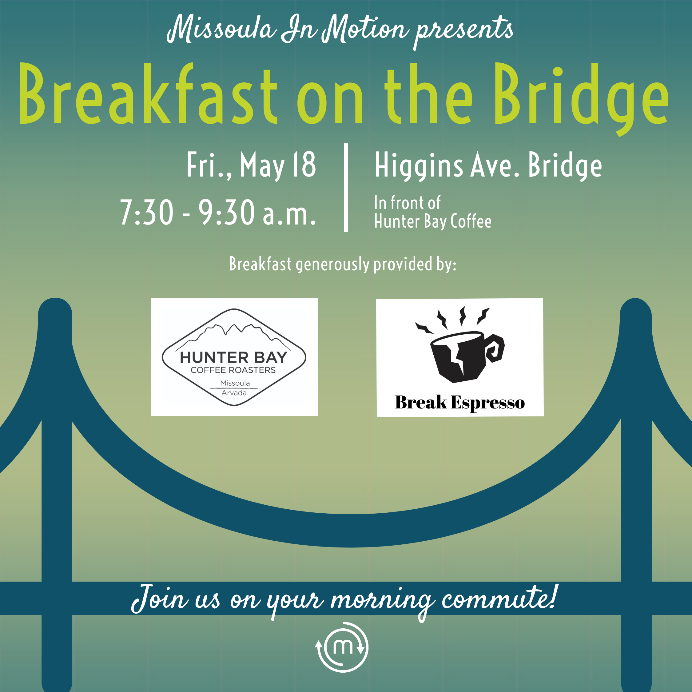 Missoula In Motion presents
Breakfast on the Bridge
Fri., May 18
7:30 - 9:30 a.m.
Higgins Ave. Bridge
In front of
Hunter Bay Coffee
Breakfast generously provided by:
HUNTER BAY
COFFEE ROASTERS
Missoula
Arvada
Break Espresso
Join us on your morning commute!
m